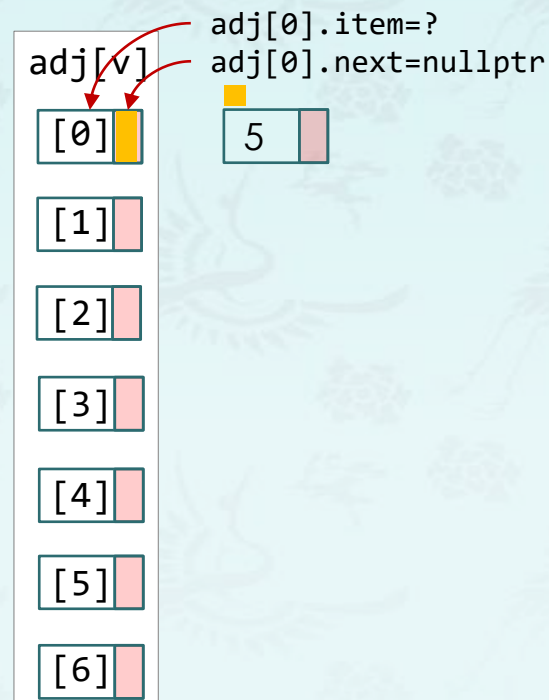 adj[0].item=?
adj[v]
adj[0].next=nullptr
[0]
5
[1]
[2]
[3]
[4]
[5]
[6]